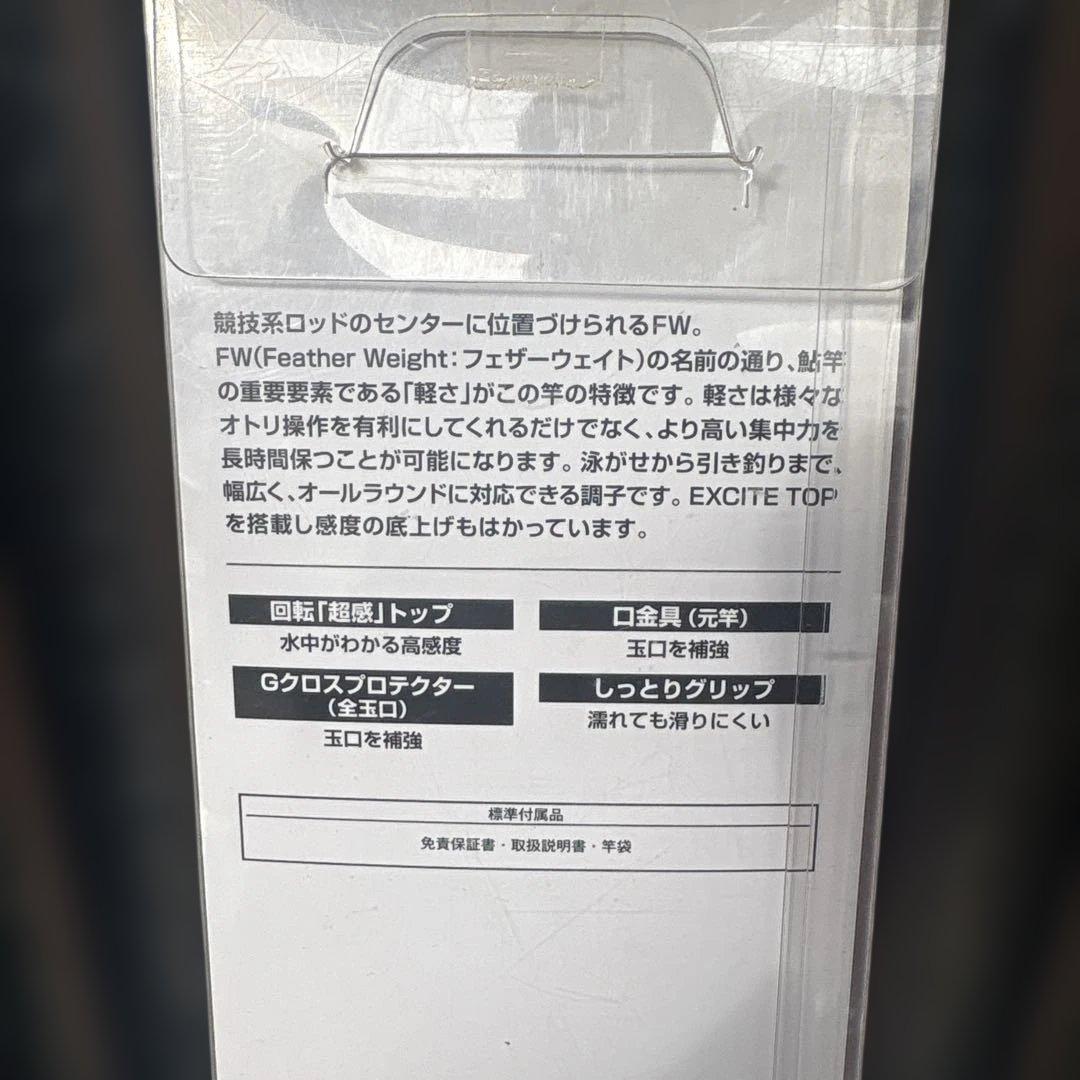 競技系ロッドのセンターに位置づけられるFW。
FW(Feather Weight:フェザーウェイト)の名前の通り、鮎竿
の重要要素である「軽さ」がこの竿の特徴です。軽さは様々な
オトリ操作を有利にしてくれるだけでなく、より高い集中力を
長時間保つことが可能になります。泳がせから引き釣りまで、
幅広く、オールラウンドに対応できる調子です。EXCITE TOP
を搭載し感度の底上げもはかっています。
回転「超感」トップ
水中がわかる高感度
口金具(元竿)
玉口を補強
Gクロスプロテクター
(全玉口)
玉口を補強
しっとりグリップ
濡れても滑りにくい
標準付属品
免責保証書・取扱説明書・竿袋